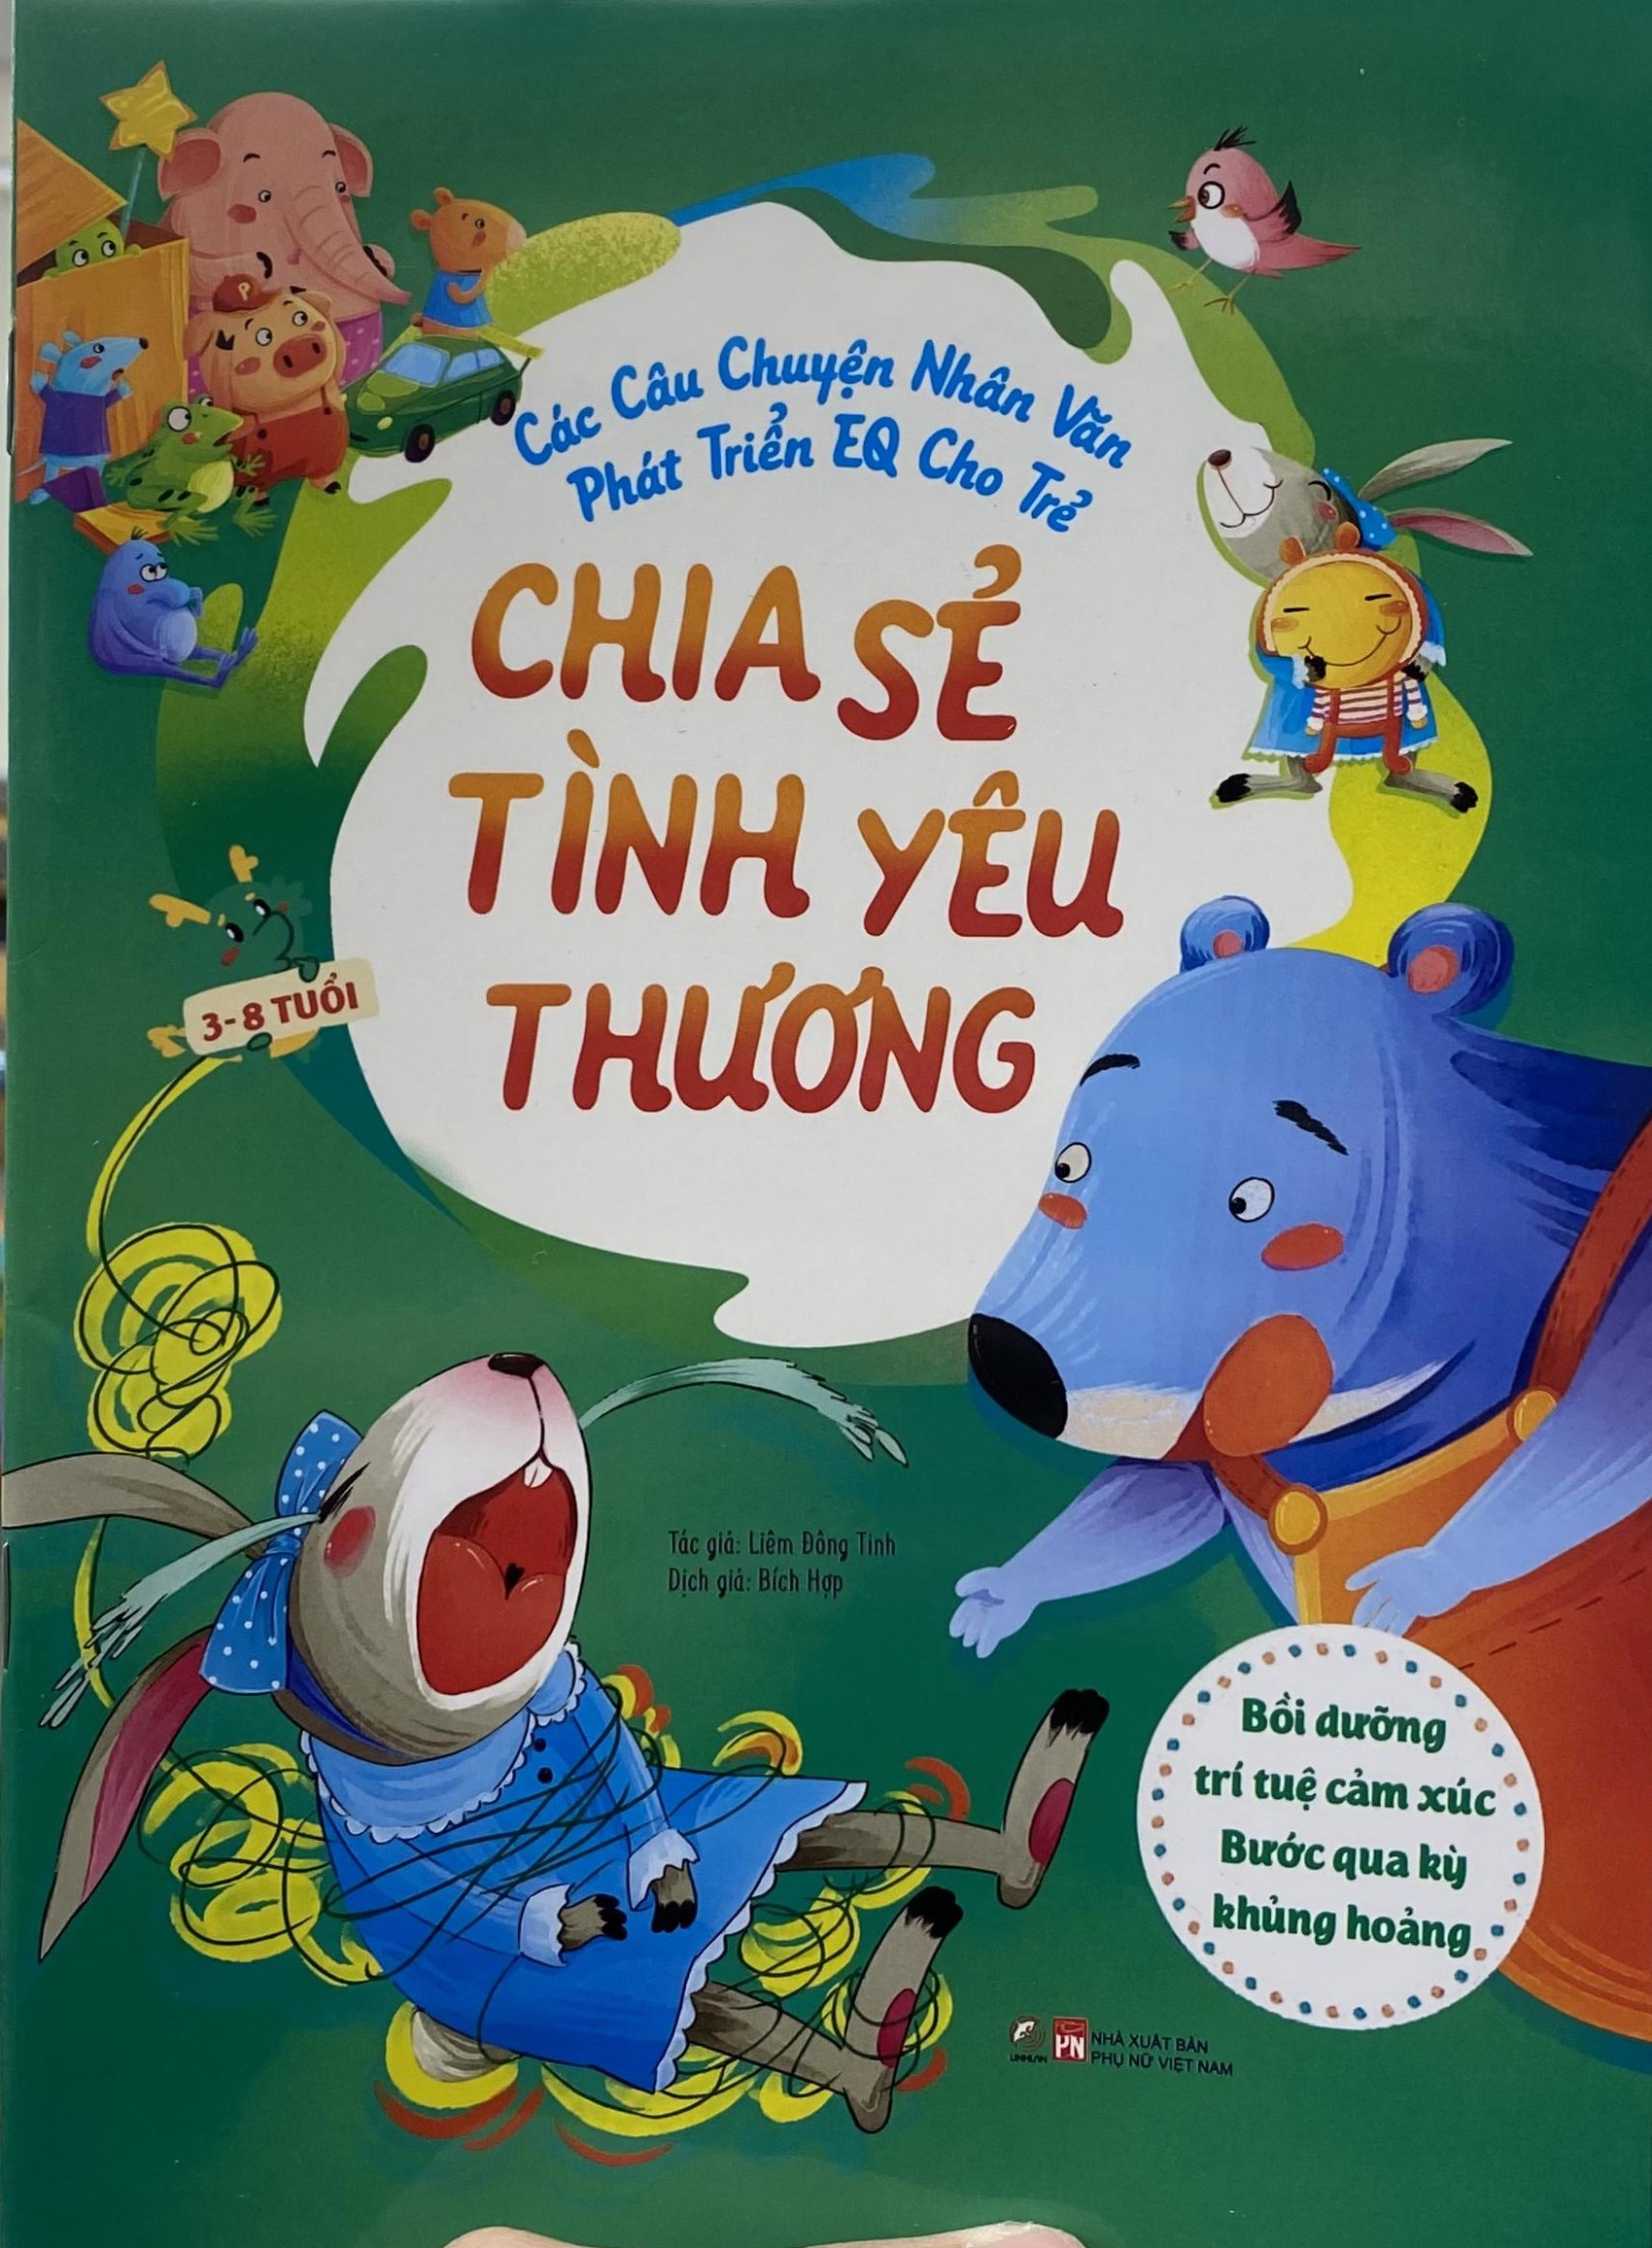 Các Câu Chuyện Nhân Văn
Phát Triển EQ Cho Trẻ
CHIA SẺ
TÌNH YÊU
THƯƠNG
P
3-8 TUỔI
Tác giả: Liêm Đông Tinh
Dịch giả: Bích Hợp
Bồi dưỡng
trí tuệ cảm xúc
Bước qua kỳ
khủng hoảng
LINHLAN
PN
NHÀ XUẤT BẢN
PHỤ NỮ VIỆT NAM